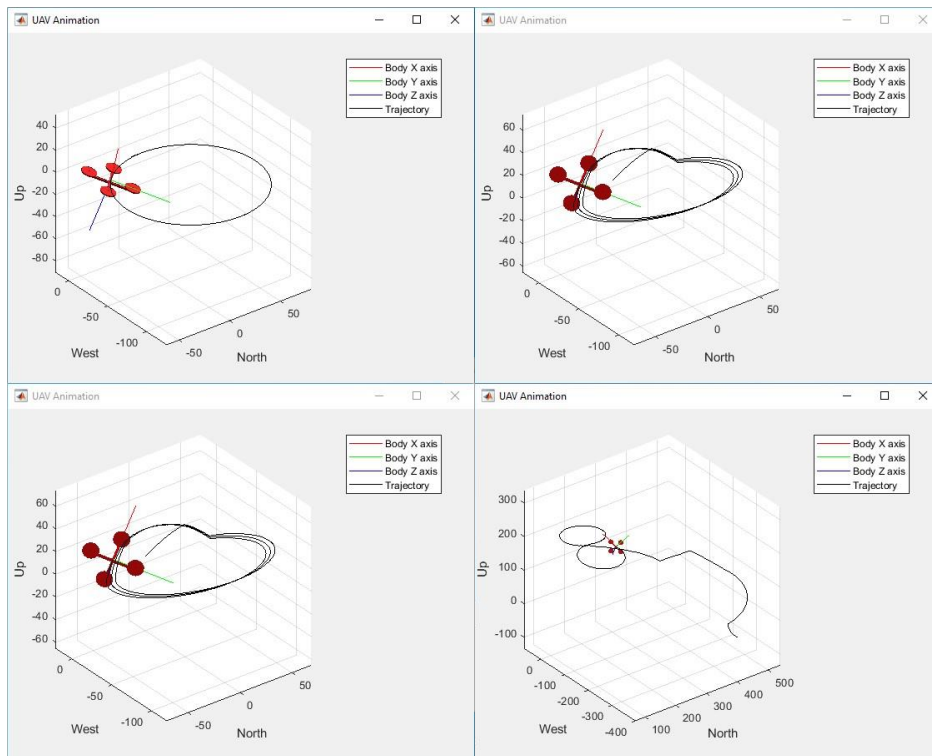 UAV Animation
Body X axis
Body Y axis
Body Z axis
Trajectory
40
20
0
-20
-40
-60
-80
Up
0
-50
-100
West
-50
0
50
North
UAV Animation
Body X axis
Body Y axis
Body Z axis
Trajectory
60
40
20
0
-20
-40
-60
Up
0
-50
-100
West
-50
0
50
North
UAV Animation
Body X axis
Body Y axis
Body Z axis
Trajectory
60
40
20
0
-20
-40
-60
Up
0
-50
-100
West
-50
0
50
North
UAV Animation
Body X axis
Body Y axis
Body Z axis
Trajectory
300
200
100
0
-100
Up
0
-100
-200
-300
-400
West
100
200
300
400
500
North